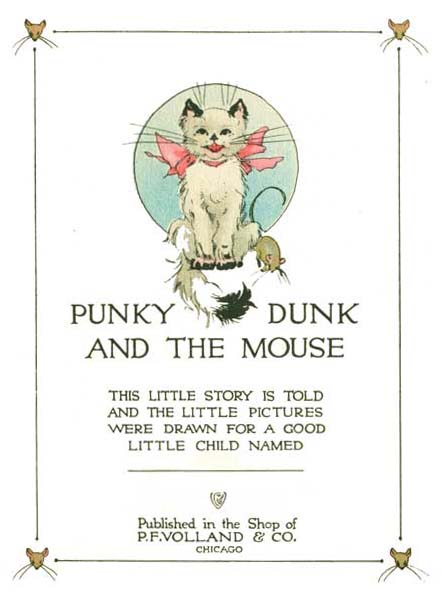 PUNKY DUNK
AND THE MOUSE
THIS LITTLE STORY IS TOLD
AND THE LITTLE PICTURES
WERE DRAWN FOR A GOOD
LITTLE CHILD NAMED
Published in the Shop of
P.F. VOLLAND & CO.
CHICAGO